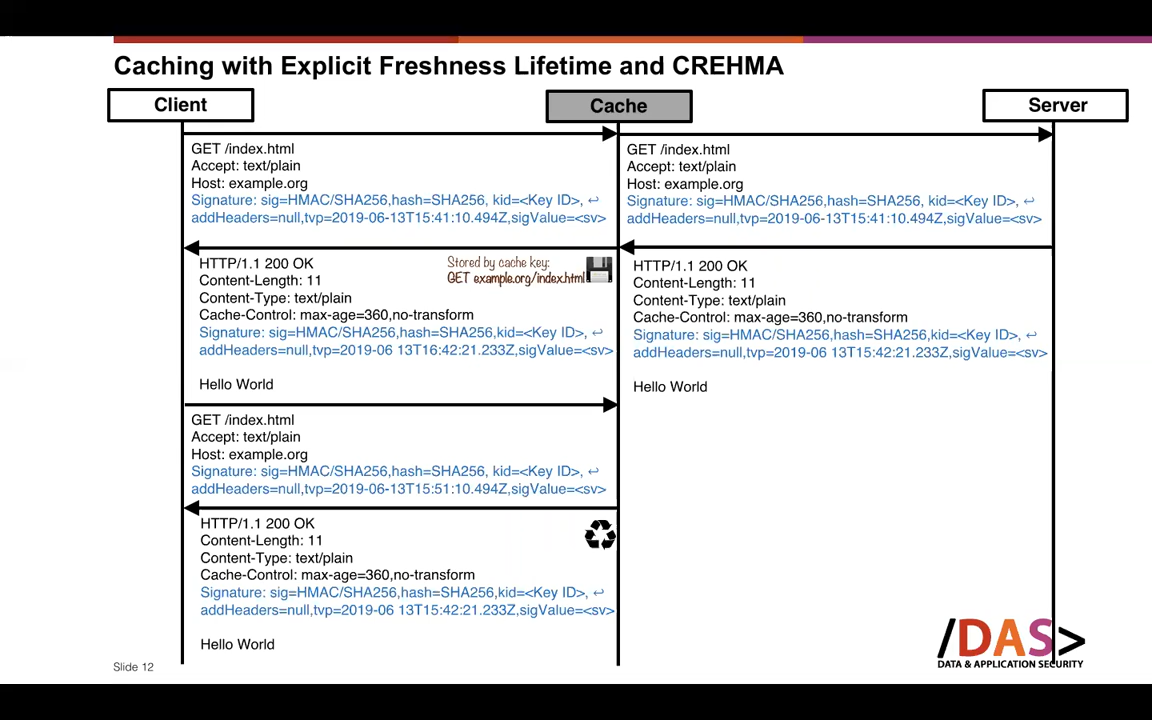 Caching with Explicit Freshness Lifetime and CREHMA
Client
Cache
Server
GET /index.html
Accept: text/plain
Host: example.org
Signature: sig=HMAC/SHA256,hash=SHA256, kid=<Key ID>, ↩
addHeaders=null,tvp=2019-06-13T15:41:10.494Z,sigValue=<sv>
GET /index.html
Accept: text/plain
Host: example.org
Signature: sig=HMAC/SHA256,hash=SHA256, kid=<Key ID>, ↩
addHeaders=null,tvp=2019-06-13T15:41:10.494Z,sigValue=<sv>
HTTP/1.1 200 OK
Content-Length: 11
Content-Type: text/plain
Cache-Control: max-age=360,no-transform
Signature: sig=HMAC/SHA256,hash=SHA256,kid=<Key ID>, ↩
addHeaders=null,tvp=2019-06 13T16:42:21.233Z,sigValue=<sv>
Hello World
Stored by cache key:
GET example.org/index.html
HTTP/1.1 200 OK
Content-Length: 11
Content-Type: text/plain
Cache-Control: max-age=360,no-transform
Signature: sig=HMAC/SHA256,hash=SHA256,kid=<Key ID>, ↩
addHeaders=null,tvp=2019-06 13T15:42:21.233Z,sigValue=<sv>
Hello World
GET /index.html
Accept: text/plain
Host: example.org
Signature: sig=HMAC/SHA256,hash=SHA256, kid=<Key ID>, ↩
addHeaders=null,tvp=2019-06-13T15:51:10.494Z,sigValue=<sv>
HTTP/1.1 200 OK
Content-Length: 11
Content-Type: text/plain
Cache-Control: max-age=360,no-transform
Signature: sig=HMAC/SHA256,hash=SHA256,kid=<Key ID>, ↩
addHeaders=null,tvp=2019-06 13T15:42:21.233Z,sigValue=<sv>
Hello World
Slide 12
/DAS>
DATA & APPLICATION SECURITY